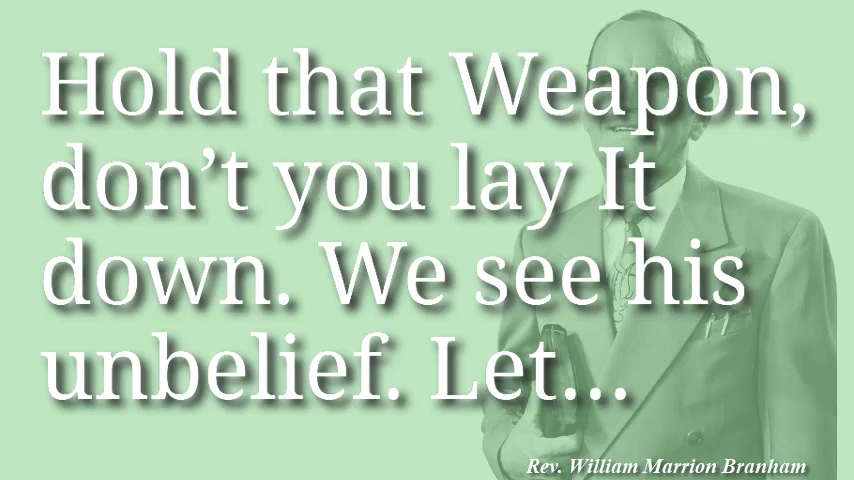 Hold that Weapon,
don’t you lay It
down. We see his
unbelief. Let...
Rev. William Marrion Branham